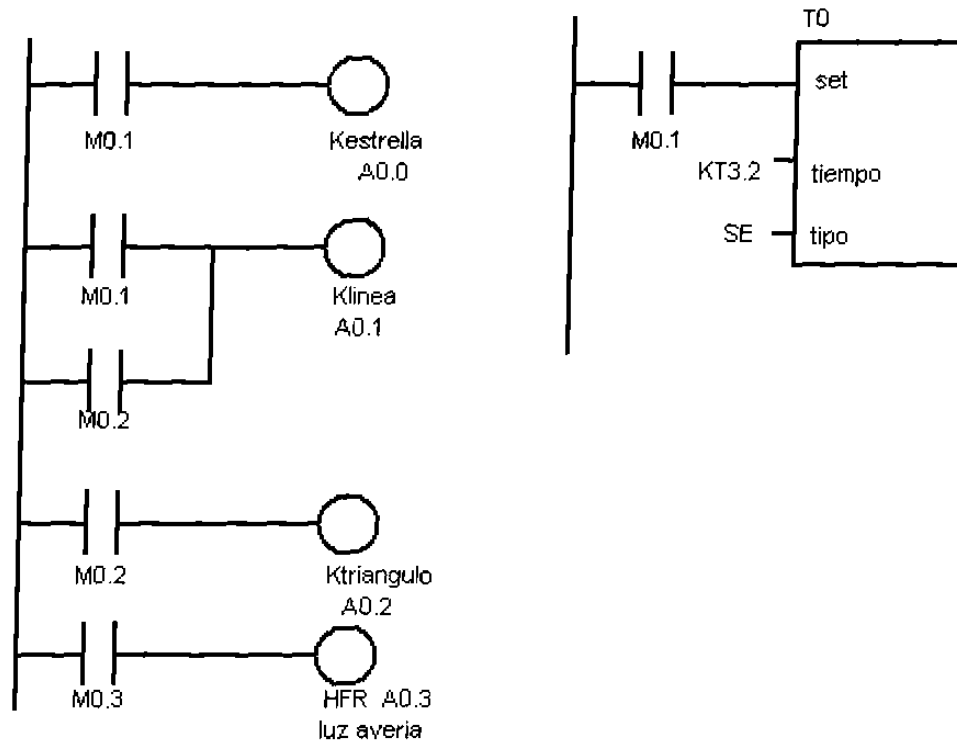 M0.1
Kestrella
A0.0
M0.1
Klinea
A0.1
M0.2
M0.2
Ktriangulo
A0.2
M0.3
HFR A0.3
luz averia
T0
set
M0.1
KT3.2
tiempo
SE
tipo